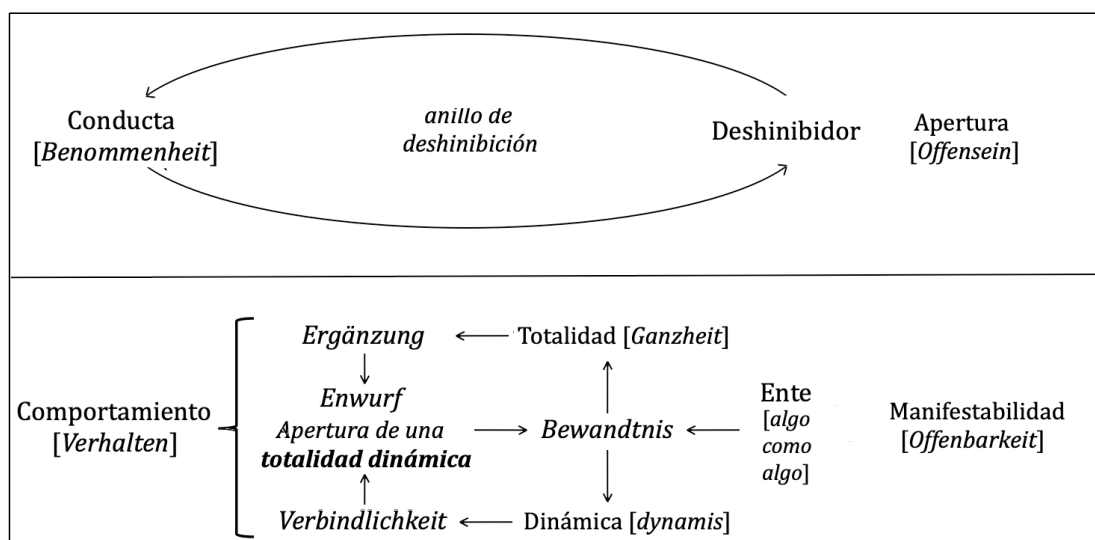 Conducta
[Benommenheit]
anillo de
deshinibición
Deshinibidor
Apertura
[Offensein]
Comportamiento
[Verhalten]
Ergänzung
Totalidad [Ganzheit]
Enwurf
Apertura de una
totalidad dinámica
Bewandtnis
Ente
[algo
como
algo]
Manifestabilidad
[Offenbarkeit]
Verbindlichkeit
Dinámica [dynamis]